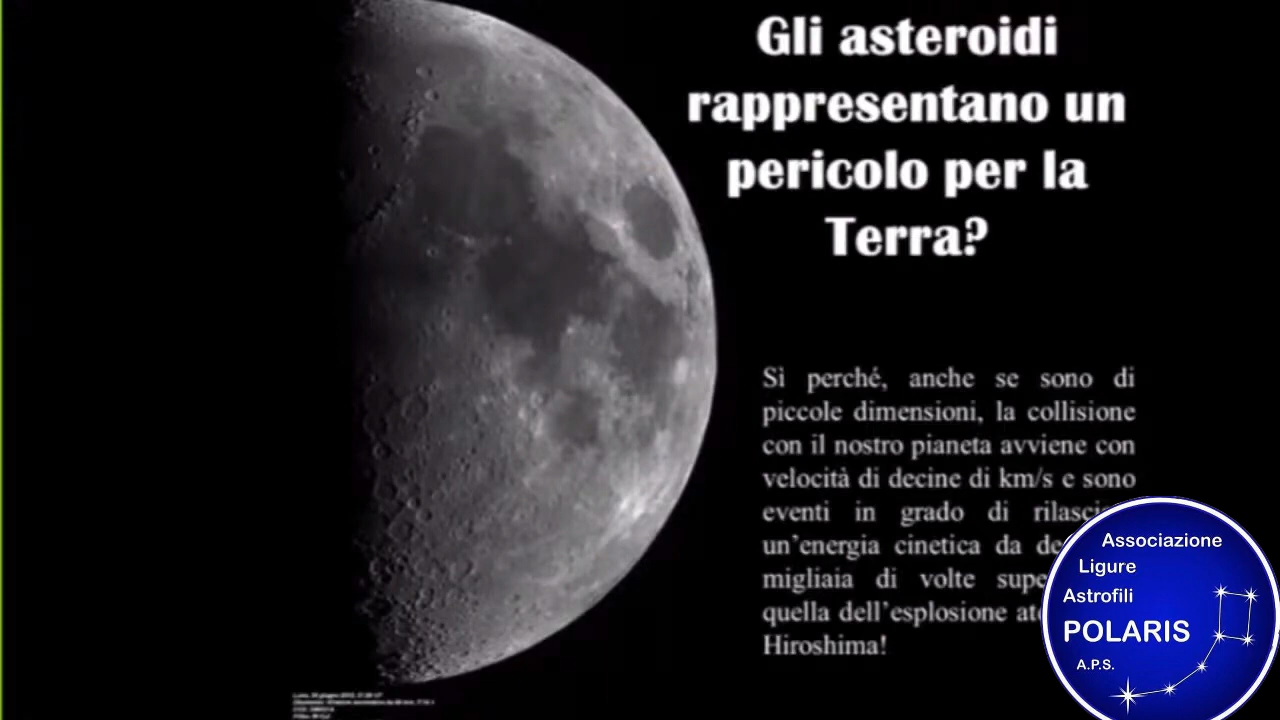 Gli asteroidi
rappresentano un
pericolo per la
Terra?
Sì perché, anche se sono di
piccole dimensioni, la collisione
con il nostro pianeta avviene con
velocità di decine di km/s e sono
eventi in grado di
un'energia cinetica da
migliaia di volte
quella dell'esplosione
Hiroshima!
Associazione
Ligure
Astrofili
POLARIS
A.P.S.